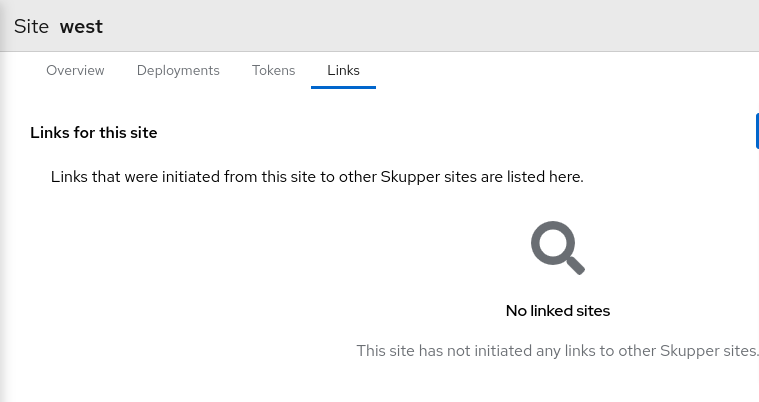 Site west
Overview Deployments Tokens Links
Links for this site
Links that were initiated from this site to other Skupper sites are listed here.
No linked sites
This site has not initiated any links to other Skupper sites.